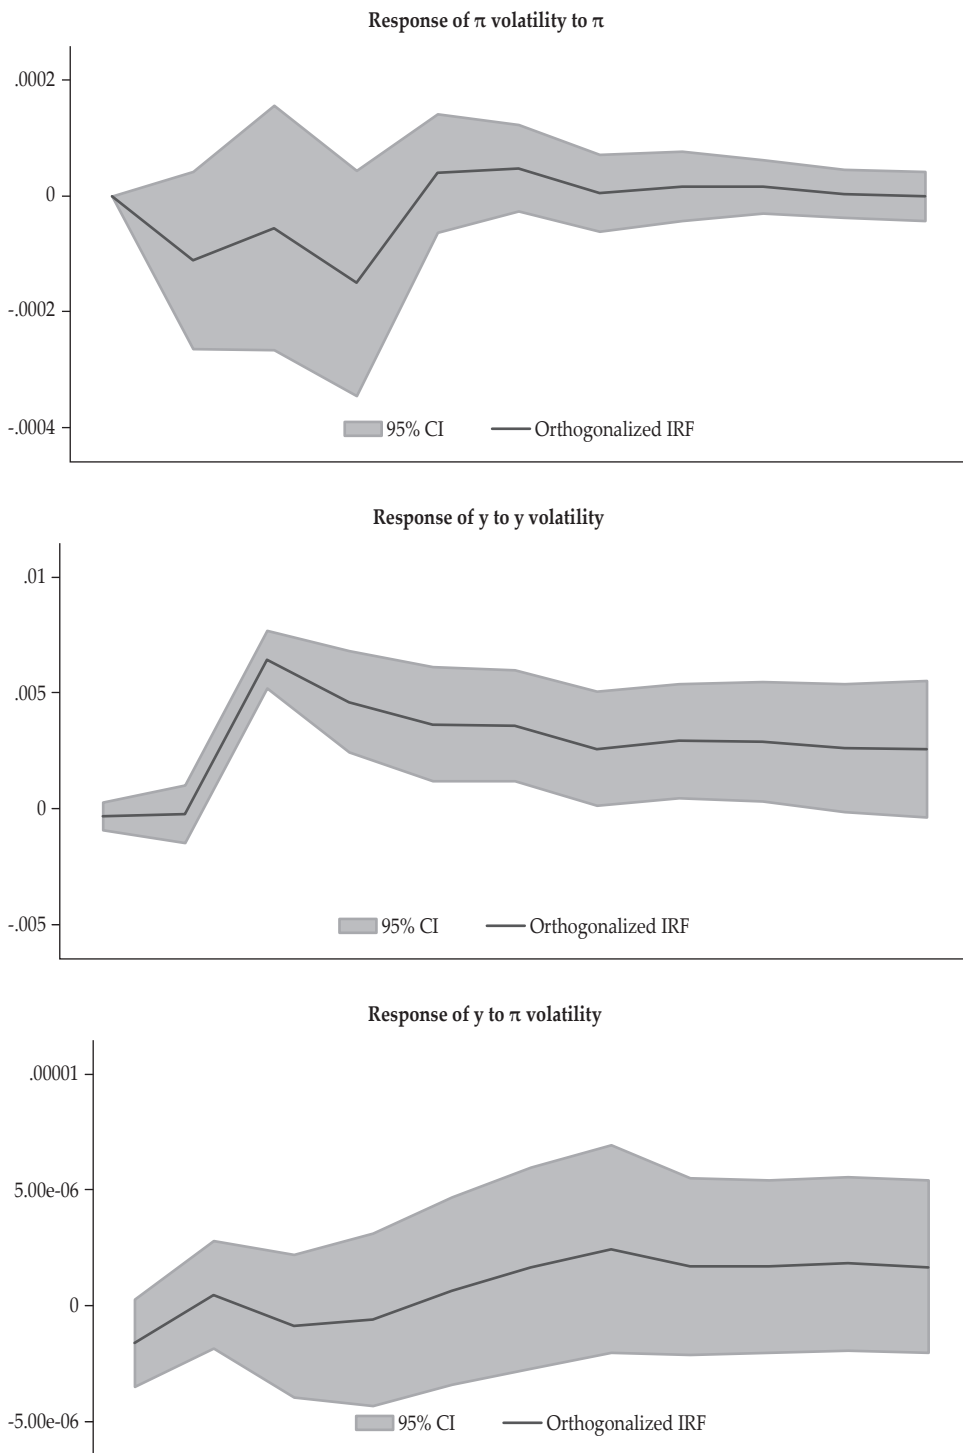 Response of π volatility to π
.0002
0
-.0002
-.0004
95% CI
Orthogonalized IRF
Response of y to y volatility
.01
.005
0
-.005
95% CI
Orthogonalized IRF
Response of y to π volatility
.00001
5.00e-06
0
-5.00e-06
95% CI
Orthogonalized IRF